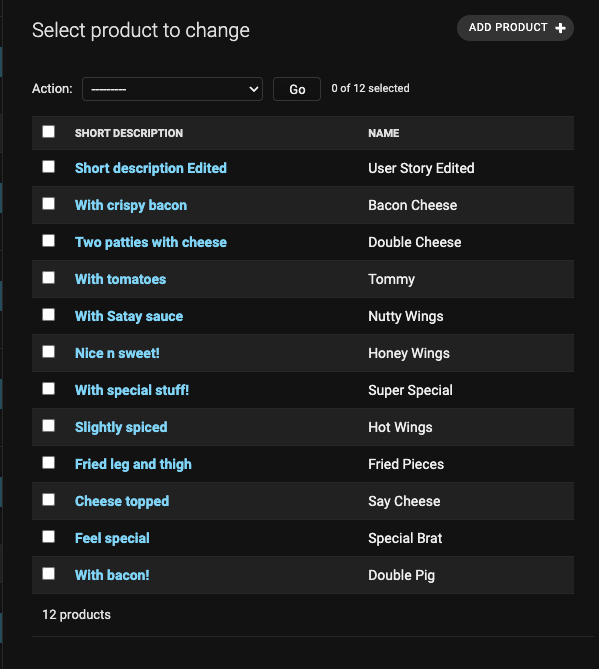 Select product to change
ADD PRODUCT +
Action: --------- Go 0 of 12 selected
SHORT DESCRIPTION NAME
Short description Edited User Story Edited
With crispy bacon Bacon Cheese
Two patties with cheese Double Cheese
With tomatoes Tommy
With Satay sauce Nutty Wings
Nice n sweet! Honey Wings
With special stuff! Super Special
Slightly spiced Hot Wings
Fried leg and thigh Fried Pieces
Cheese topped Say Cheese
Feel special Special Brat
With bacon! Double Pig
12 products